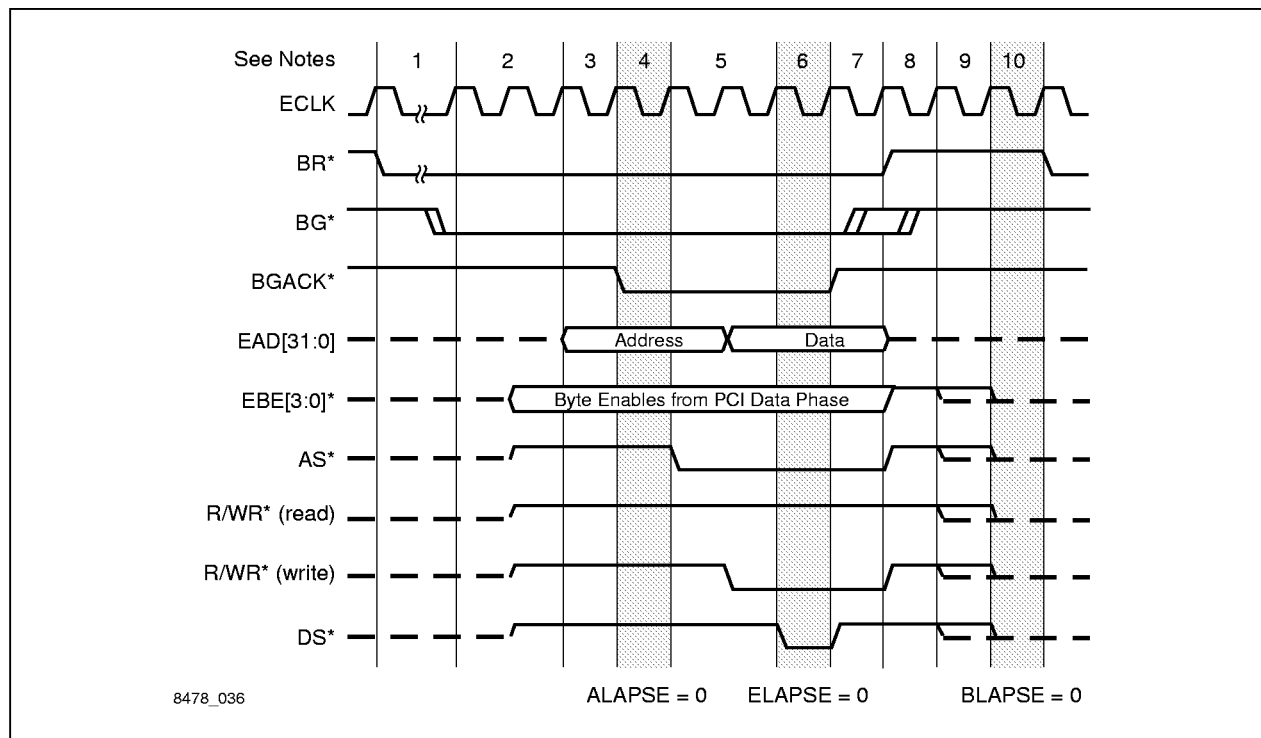 See Notes 1 2 3 4 5 6 7 8 9 10
ECLK
BR*
BG*
BGACK*
EAD[31:0] Address Data
EBE[3:0]* Byte Enables from PCI Data Phase
AS*
R/WR* (read)
R/WR* (write)
DS*
8478_036 ALAPSE = 0 ELAPSE = 0 BLAPSE = 0